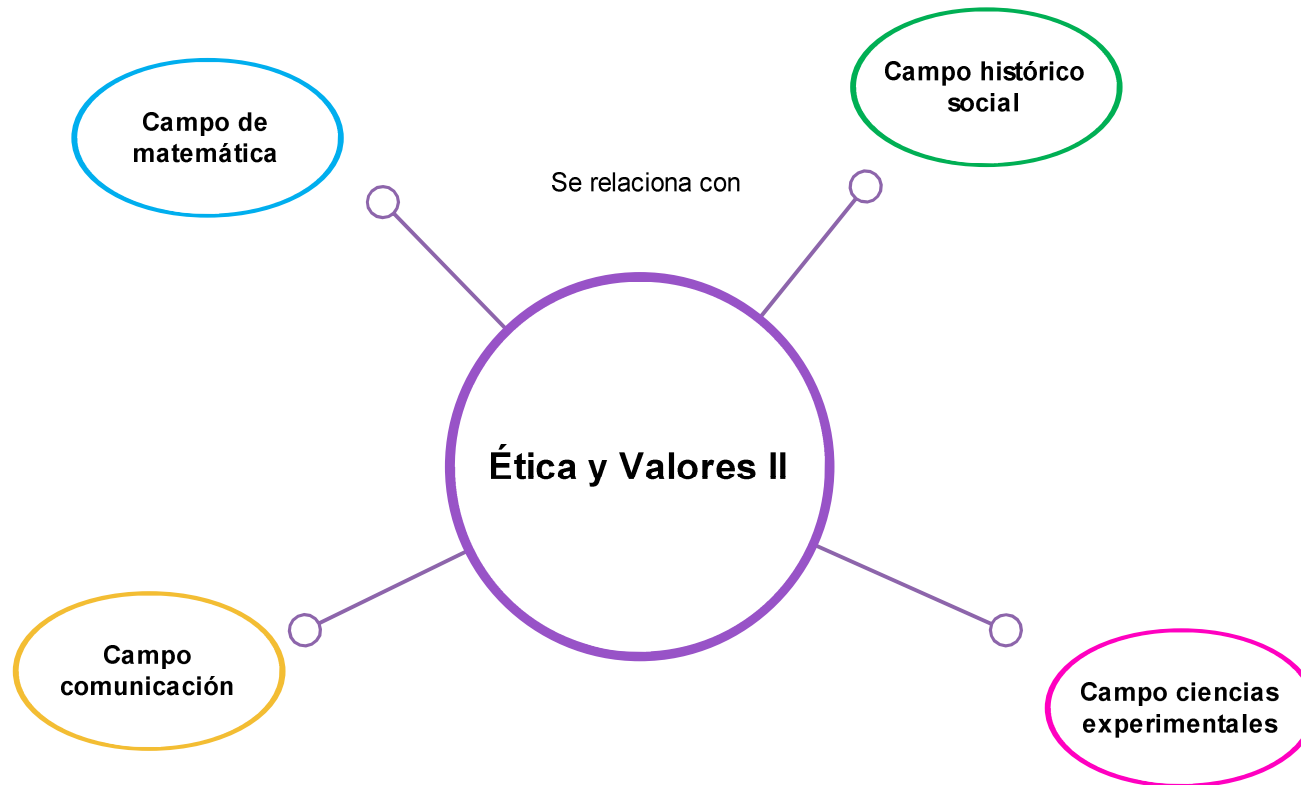 Campo histórico
social
Campo de
matemática
Se relaciona con
Ética y Valores II
Campo
comunicación
Campo ciencias
experimentales